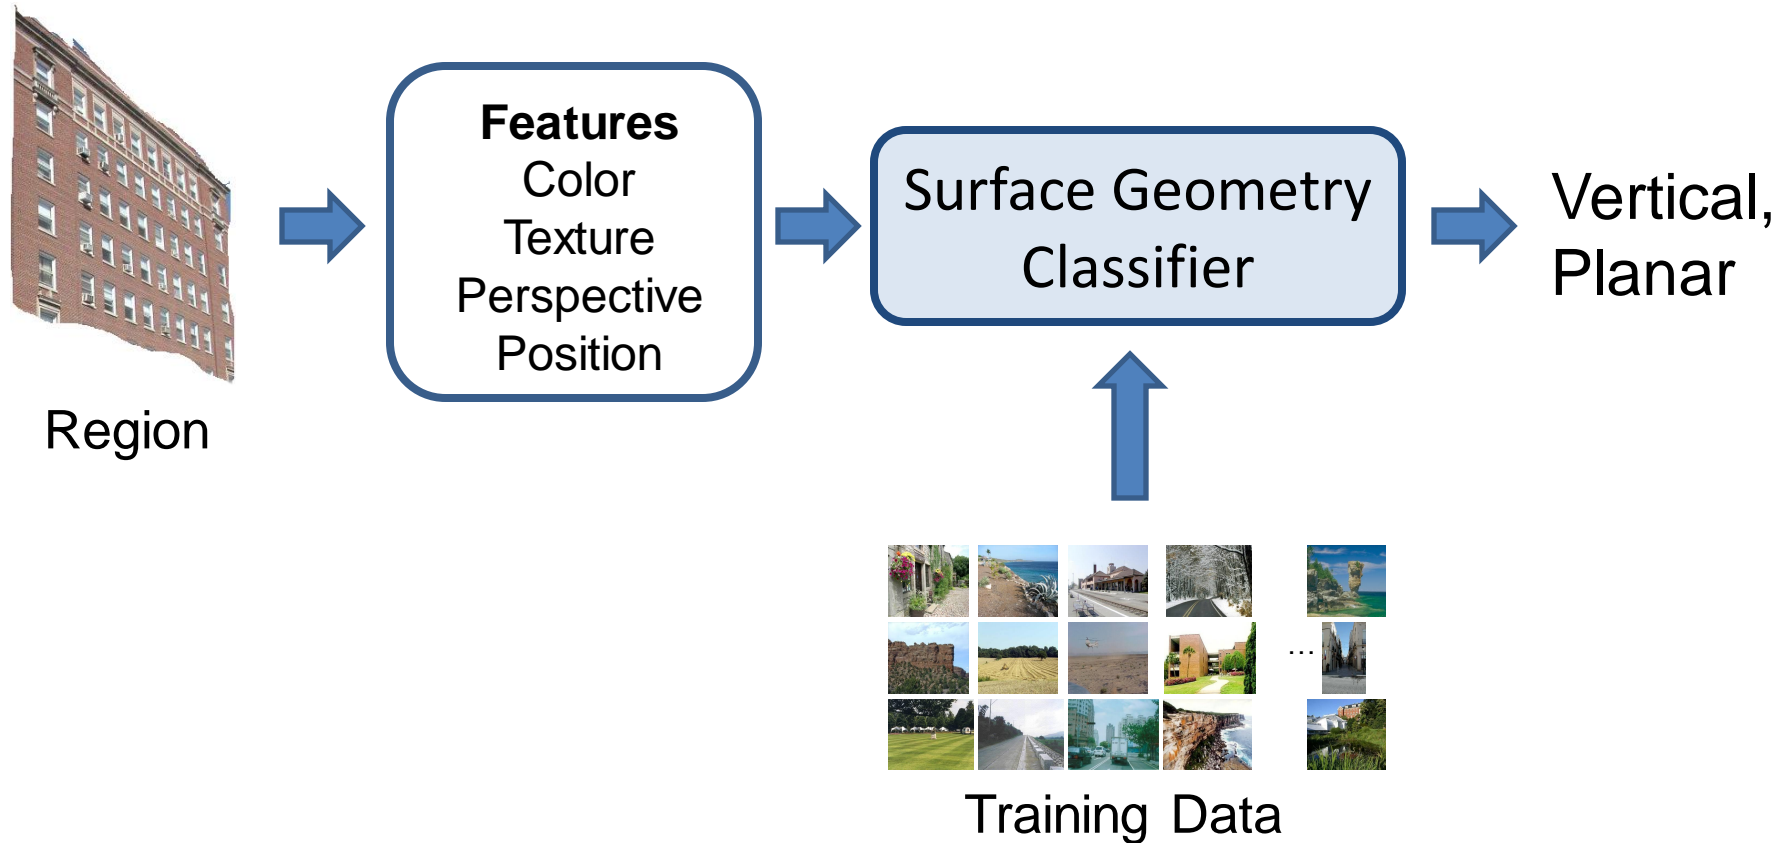 Region
Features
Color
Texture
Perspective
Position
Surface Geometry
Classifier
Vertical,
Planar
...
Training Data